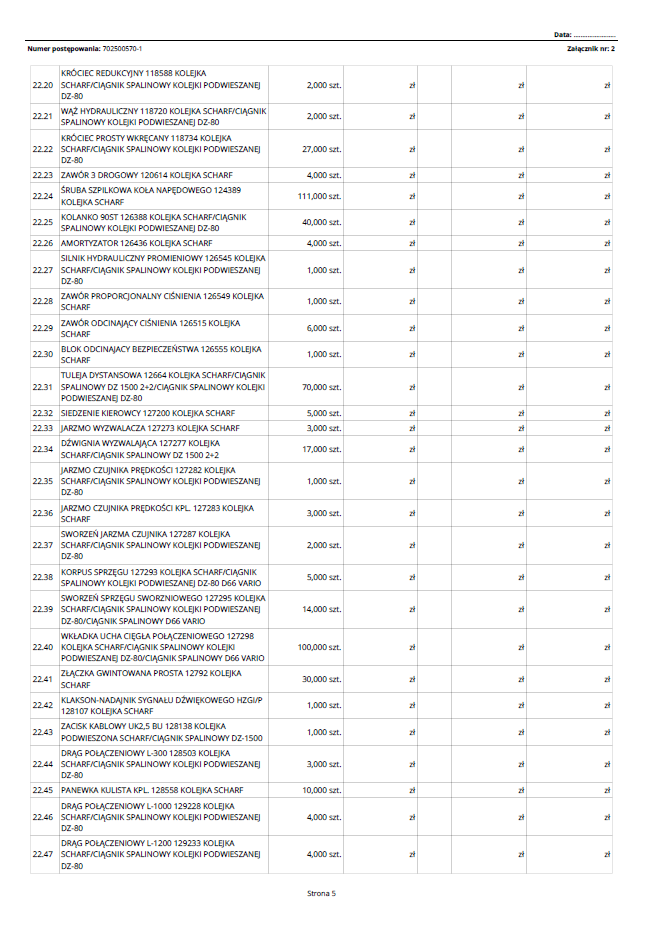 Data: ......................
Numer postępowania: 702500570-1 Załącznik nr: 2
KRÓCIEC REDUKCYJNY 118588 KOLEJKA
22.20 SCHARF/CIĄGNIK SPALINOWY KOLEJKI PODWIESZANEJ 2,000 szt. zł zł zł
DZ-80
22.21 WĄŻ HYDRAULICZNY 118720 KOLEJKA SCHARF/CIĄGNIK 2,000 szt. zł zł zł
SPALINOWY KOLEJKI PODWIESZANEJ DZ-80
KRÓCIEC PROSTY WKRĘCANY 118734 KOLEJKA
22.22 SCHARF/CIĄGNIK SPALINOWY KOLEJKI PODWIESZANEJ 27,000 szt. zł zł zł
DZ-80
22.23 ZAWÓR 3 DROGOWY 120614 KOLEJKA SCHARF 4,000 szt. zł zł zł
22.24 ŚRUBA SZPILKOWA KOŁA NAPĘDOWEGO 124389 111,000 szt. zł zł zł
KOLEJKA SCHARF
22.25 KOLANKO 90ST 126388 KOLEJKA SCHARF/CIĄGNIK 40,000 szt. zł zł zł
SPALINOWY KOLEJKI PODWIESZANEJ DZ-80
22.26 AMORTYZATOR 126436 KOLEJKA SCHARF 4,000 szt. zł zł zł
SILNIK HYDRAULICZNY PROMIENIOWY 126545 KOLEJKA
22.27 SCHARF/CIĄGNIK SPALINOWY KOLEJKI PODWIESZANEJ 1,000 szt. zł zł zł
DZ-80
22.28 ZAWÓR PROPORCJONALNY CIŚNIENIA 126549 KOLEJKA 1,000 szt. zł zł zł
SCHARF
22.29 ZAWÓR ODCINAJĄCY CIŚNIENIA 126515 KOLEJKA 6,000 szt. zł zł zł
SCHARF
22.30 BLOK ODCINAJACY BEZPIECZEŃSTWA 126555 KOLEJKA 1,000 szt. zł zł zł
SCHARF
TULEJA DYSTANSOWA 12664 KOLEJKA SCHARF/CIĄGNIK
22.31 SPALINOWY DZ 1500 2+2/CIĄGNIK SPALINOWY KOLEJKI 70,000 szt. zł zł zł
PODWIESZANEJ DZ-80
22.32 SIEDZENIE KIEROWCY 127200 KOLEJKA SCHARF 5,000 szt. zł zł zł
22.33 JARZMO WYZWALACZA 127273 KOLEJKA SCHARF 3,000 szt. zł zł zł
22.34 DŹWIGNIA WYZWALAJĄCA 127277 KOLEJKA 17,000 szt. zł zł zł
SCHARF/CIĄGNIK SPALINOWY DZ 1500 2+2
JARZMO CZUJNIKA PRĘDKOŚCI 127282 KOLEJKA
22.35 SCHARF/CIĄGNIK SPALINOWY KOLEJKI PODWIESZANEJ 1,000 szt. zł zł zł
DZ-80
22.36 JARZMO CZUJNIKA PRĘDKOŚCI KPL. 127283 KOLEJKA 3,000 szt. zł zł zł
SCHARF
SWORZEŃ JARZMA CZUJNIKA 127287 KOLEJKA
22.37 SCHARF/CIĄGNIK SPALINOWY KOLEJKI PODWIESZANEJ 2,000 szt. zł zł zł
DZ-80
22.38 KORPUS SPRZĘGU 127293 KOLEJKA SCHARF/CIĄGNIK 5,000 szt. zł zł zł
SPALINOWY KOLEJKI PODWIESZANEJ DZ-80 D66 VARIO
SWORZEŃ SPRZĘGU SWORZNIOWEGO 127295 KOLEJKA
22.39 SCHARF/CIĄGNIK SPALINOWY KOLEJKI PODWIESZANEJ 14,000 szt. zł zł zł
DZ-80/CIĄGNIK SPALINOWY D66 VARIO
WKŁADKA UCHA CIĘGŁA POŁĄCZENIOWEGO 127298
22.40 KOLEJKA SCHARF/CIĄGNIK SPALINOWY KOLEJKI 100,000 szt. zł zł zł
PODWIESZANEJ DZ-80/CIĄGNIK SPALINOWY D66 VARIO
22.41 ZŁĄCZKA GWINTOWANA PROSTA 12792 KOLEJKA 30,000 szt. zł zł zł
SCHARF
22.42 KLAKSON-NADAJNIK SYGNAŁU DŹWIĘKOWEGO HZGI/P 1,000 szt. zł zł zł
128107 KOLEJKA SCHARF
22.43 ZACISK KABLOWY UK2,5 BU 128138 KOLEJKA 1,000 szt. zł zł zł
PODWIESZONA SCHARF/CIĄGNIK SPALINOWY DZ-1500
DRĄG POŁĄCZENIOWY L-300 128503 KOLEJKA
22.44 SCHARF/CIĄGNIK SPALINOWY KOLEJKI PODWIESZANEJ 3,000 szt. zł zł zł
DZ-80
22.45 PANEWKA KULISTA KPL. 128558 KOLEJKA SCHARF 10,000 szt. zł zł zł
DRĄG POŁĄCZENIOWY L-1000 129228 KOLEJKA
22.46 SCHARF/CIĄGNIK SPALINOWY KOLEJKI PODWIESZANEJ 4,000 szt. zł zł zł
DZ-80
DRĄG POŁĄCZENIOWY L-1200 129233 KOLEJKA
22.47 SCHARF/CIĄGNIK SPALINOWY KOLEJKI PODWIESZANEJ 4,000 szt. zł zł zł
DZ-80
Strona 5